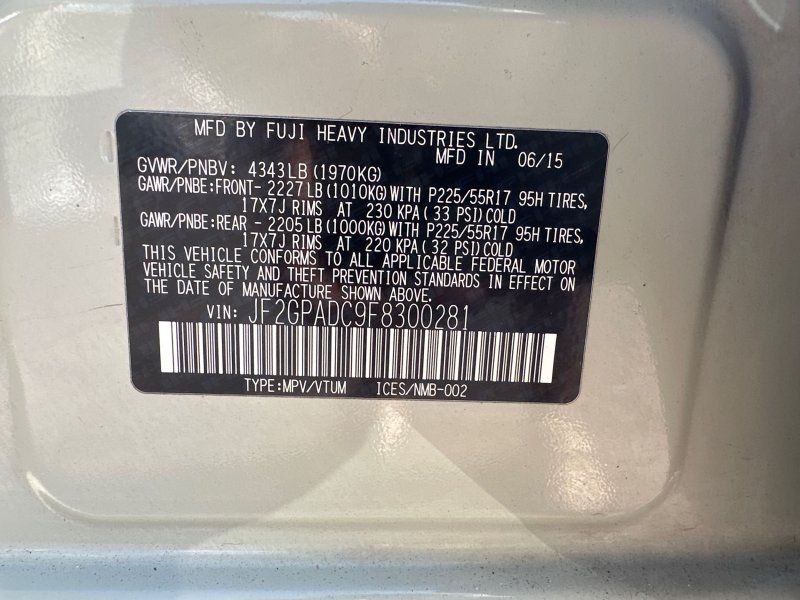 MFD BY FUJI HEAVY INDUSTRIES LTD.
MFD IN 06/15
GVWR/PNBV: 4343LB (1970KG)
GAWR/PNBE:FRONT- 2227 LB (1010KG) WITH P225/55R17 95H TIRES,
17X7J RIMS AT 230 KPA ( 33 PSI) COLD
GAWR/PNBE:REAR - 2205 LB (1000KG) WITH P225/55R17 95H TIRES,
17X7J RIMS AT 220 KPA ( 32 PSI) COLD
THIS VEHICLE CONFORMS TO ALL APPLICABLE FEDERAL MOTOR
VEHICLE SAFETY AND THEFT PREVENTION STANDARDS IN EFFECT ON
THE DATE OF MANUFACTURE SHOWN ABOVE.
VIN: JF2GPADC9F8300281
TYPE:MPV/VTUM ICES/NMB-002